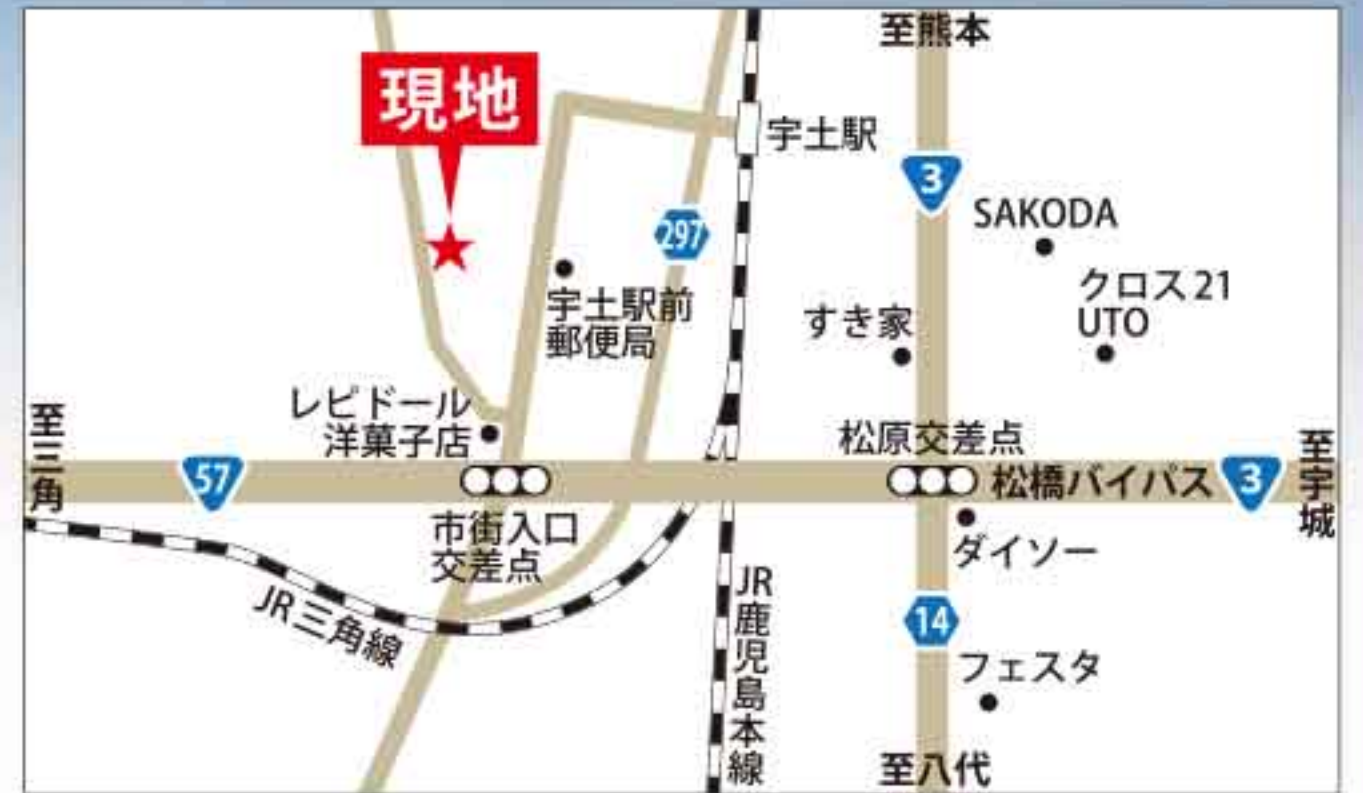 至熊本
現地
宇土駅
3
SAKODA
297
クロス21
UTO
宇土駅前
郵便局
すき家
レピドール
洋菓子店
松原交差点
至三角
57
松橋バイパス
3
至宇城
市街入口
交差点
ダイソー
JR三角線
JR鹿児島本線
14
フェスタ
至八代